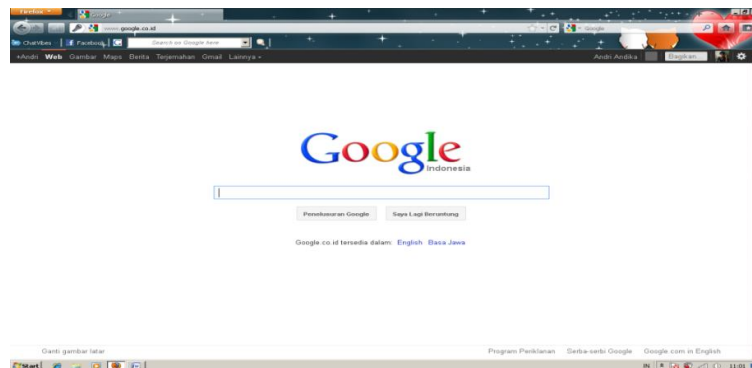 Firefox
Google
www.google.co.id
Google
ChatVibes Facebook Search on Google here
+Andri Web Gambar Maps Berita Terjemahan Gmail Lainnya
Andri Andika Bagikan
Google
Indonesia
Penelusuran Google Saya Lagi Beruntung
Google.co.id tersedia dalam: English Basa Jawa
Ganti gambar latar Program Periklanan Serba-serbi Google Google.com in English
Start IN 11:01